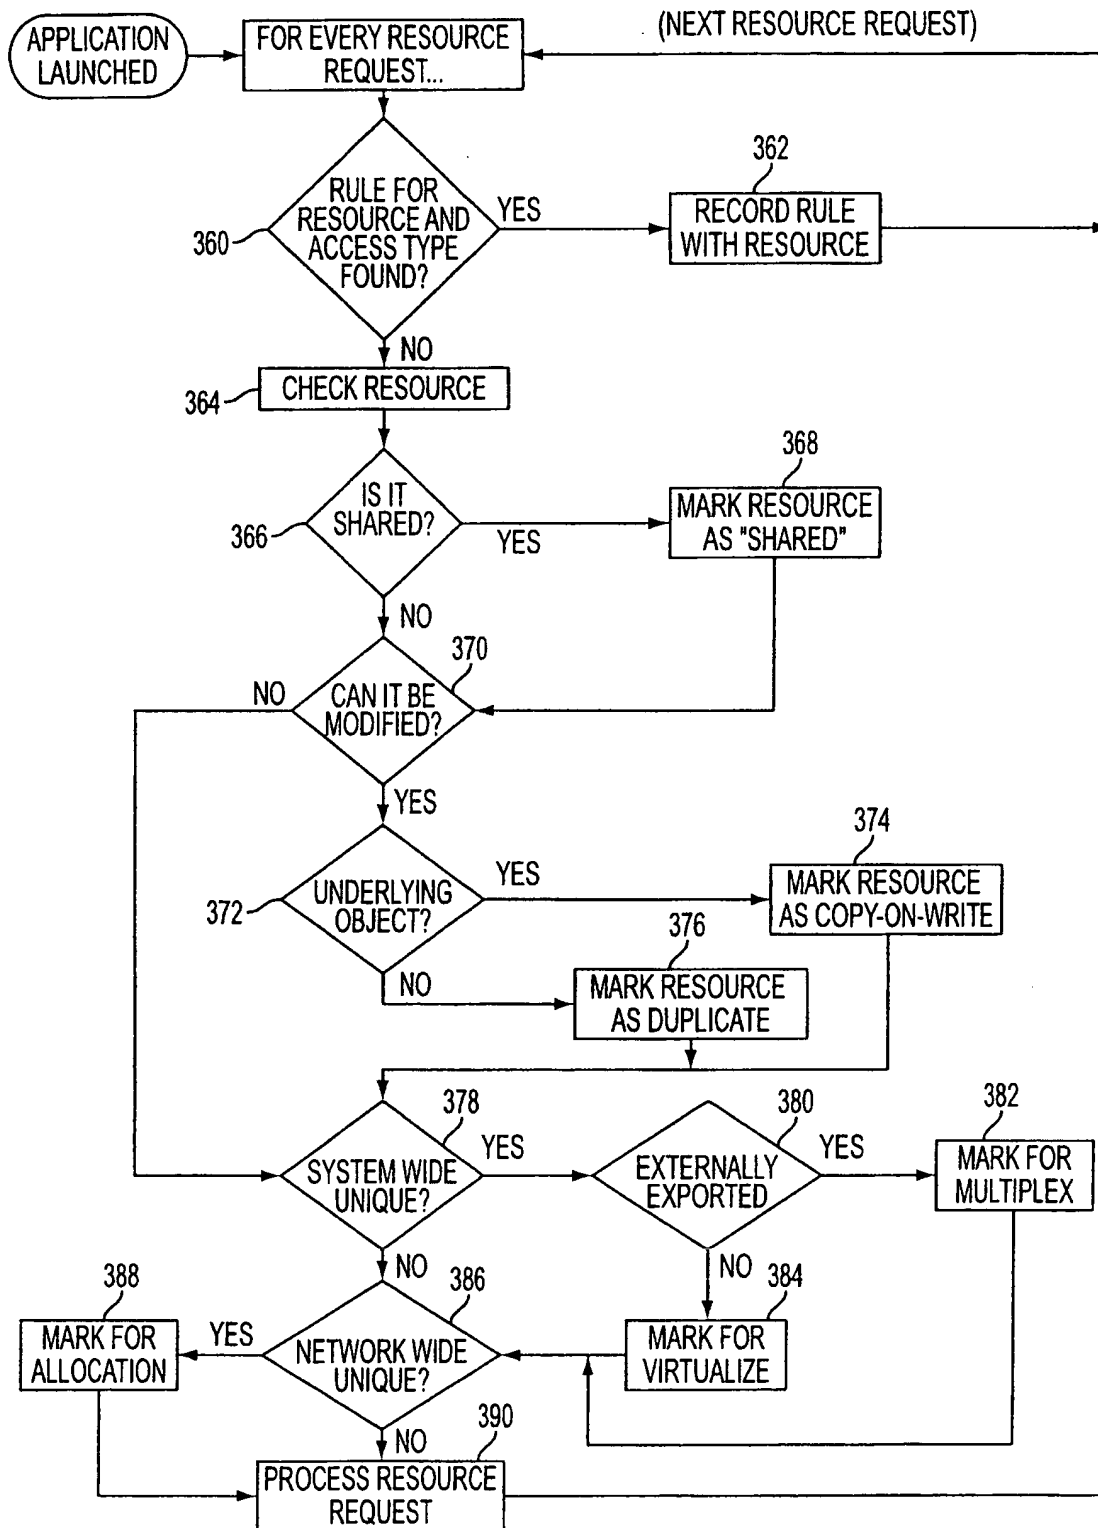 APPLICATION
LAUNCHED
FOR EVERY RESOURCE
REQUEST...
(NEXT RESOURCE REQUEST)
360
RULE FOR
RESOURCE AND
ACCESS TYPE
FOUND?
YES
362
RECORD RULE
WITH RESOURCE
NO
364
CHECK RESOURCE
366
IS IT
SHARED?
YES
368
MARK RESOURCE
AS "SHARED"
NO
370
NO
CAN IT BE
MODIFIED?
YES
372
UNDERLYING
OBJECT?
YES
374
MARK RESOURCE
AS COPY-ON-WRITE
NO
376
MARK RESOURCE
AS DUPLICATE
378
SYSTEM WIDE
UNIQUE?
YES
380
EXTERNALLY
EXPORTED
YES
382
MARK FOR
MULTIPLEX
NO
NO
384
MARK FOR
VIRTUALIZE
386
NETWORK WIDE
UNIQUE?
YES
388
MARK FOR
ALLOCATION
NO
390
PROCESS RESOURCE
REQUEST